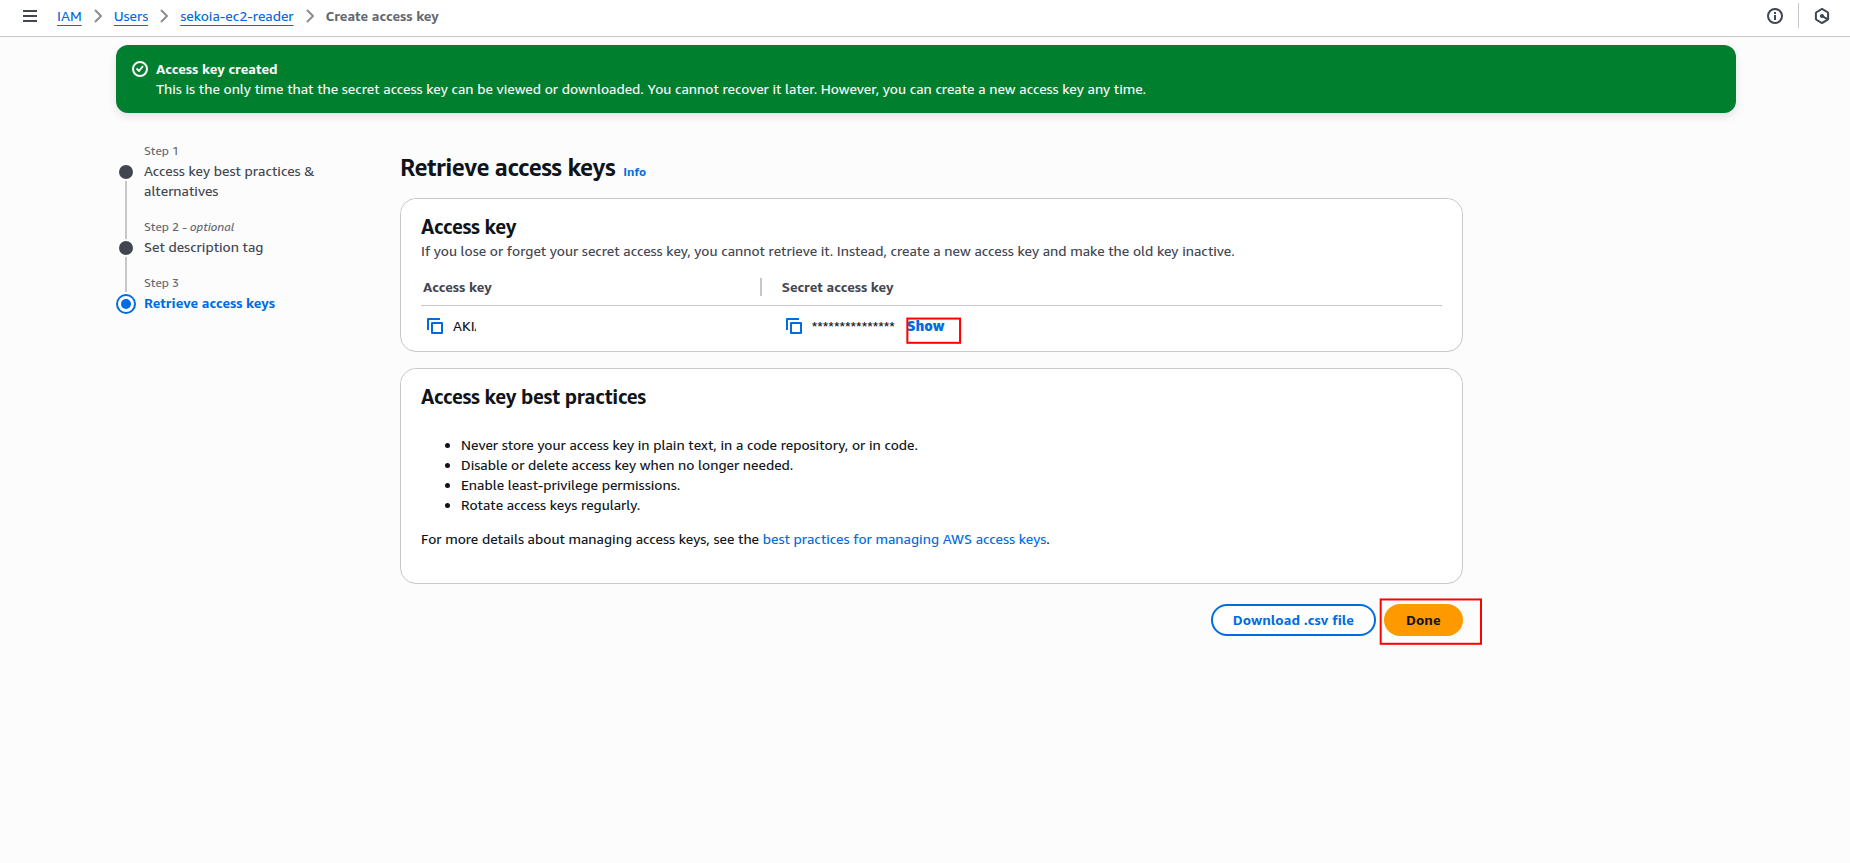 IAM > Users > sekoia-ec2-reader > Create access key
Access key created
This is the only time that the secret access key can be viewed or downloaded. You cannot recover it later. However, you can create a new access key any time.
Step 1
Access key best practices &
alternatives
Step 2 - optional
Set description tag
Step 3
Retrieve access keys
Retrieve access keys Info
Access key
If you lose or forget your secret access key, you cannot retrieve it. Instead, create a new access key and make the old key inactive.
Access key
Secret access key
AKI
*************** Show
Access key best practices
• Never store your access key in plain text, in a code repository, or in code.
• Disable or delete access key when no longer needed.
• Enable least-privilege permissions.
• Rotate access keys regularly.
For more details about managing access keys, see the best practices for managing AWS access keys.
Download .csv file
Done